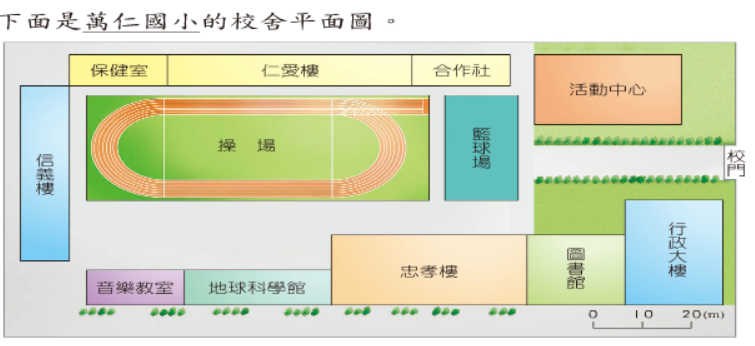 下面是萬仁國小的校舍平面圖。
保健室
仁愛樓
合作社
活動中心
信義樓
操場
籃球場
校門
音樂教室
地球科學館
忠孝樓
圖書館
行政大樓
0 10 20(m)